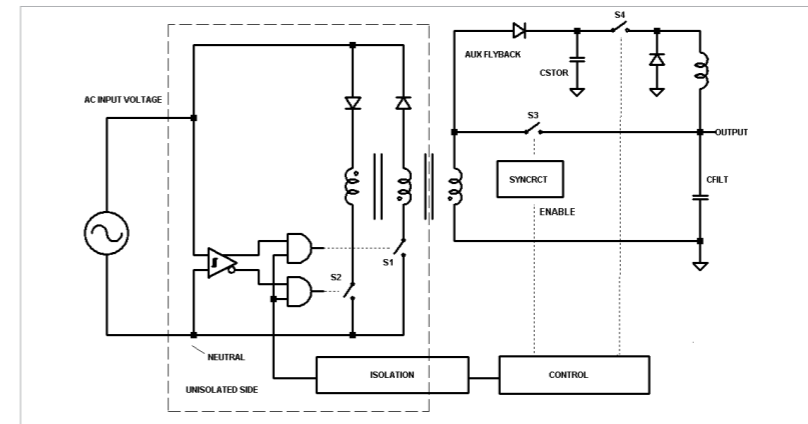 S4
AUX FLYBACK
CSTOR
AC INPUT VOLTAGE
S3
OUTPUT
SYNCRCT
CFILT
ENABLE
S1
S2
NEUTRAL
ISOLATION
CONTROL
UNISOLATED SIDE